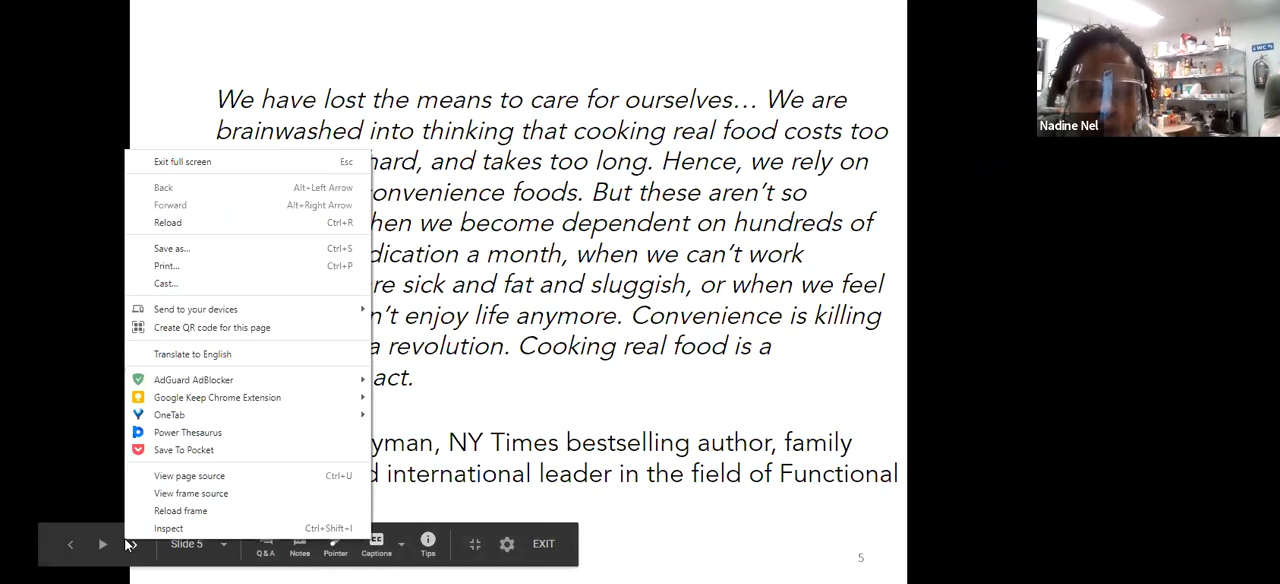 We have lost the means to care for ourselves… We are
brainwashed into thinking that cooking real food costs too
hard, and takes too long. Hence, we rely on
onvenience foods. But these aren't so
hen we become dependent on hundreds of
dication a month, when we can't work
re sick and fat and sluggish, or when we feel
n't enjoy life anymore. Convenience is killing
a revolution. Cooking real food is a
act.
yman, NY Times bestselling author, family
d international leader in the field of Functional
5
Exit full screen Esc
Back Alt+Left Arrow
Forward Alt+Right Arrow
Reload Ctrl+R
Save as... Ctrl+S
Print... Ctrl+P
Cast...
Send to your devices
Create QR code for this page
Translate to English
AdGuard AdBlocker
Google Keep Chrome Extension
OneTab
Power Thesaurus
Save To Pocket
View page source Ctrl+U
View frame source
Reload frame
Inspect Ctrl+Shift+I
Slide 5
Q & A
Notes
Pointer
CC
Captions
Tips
EXIT
WC
Nadine Nel